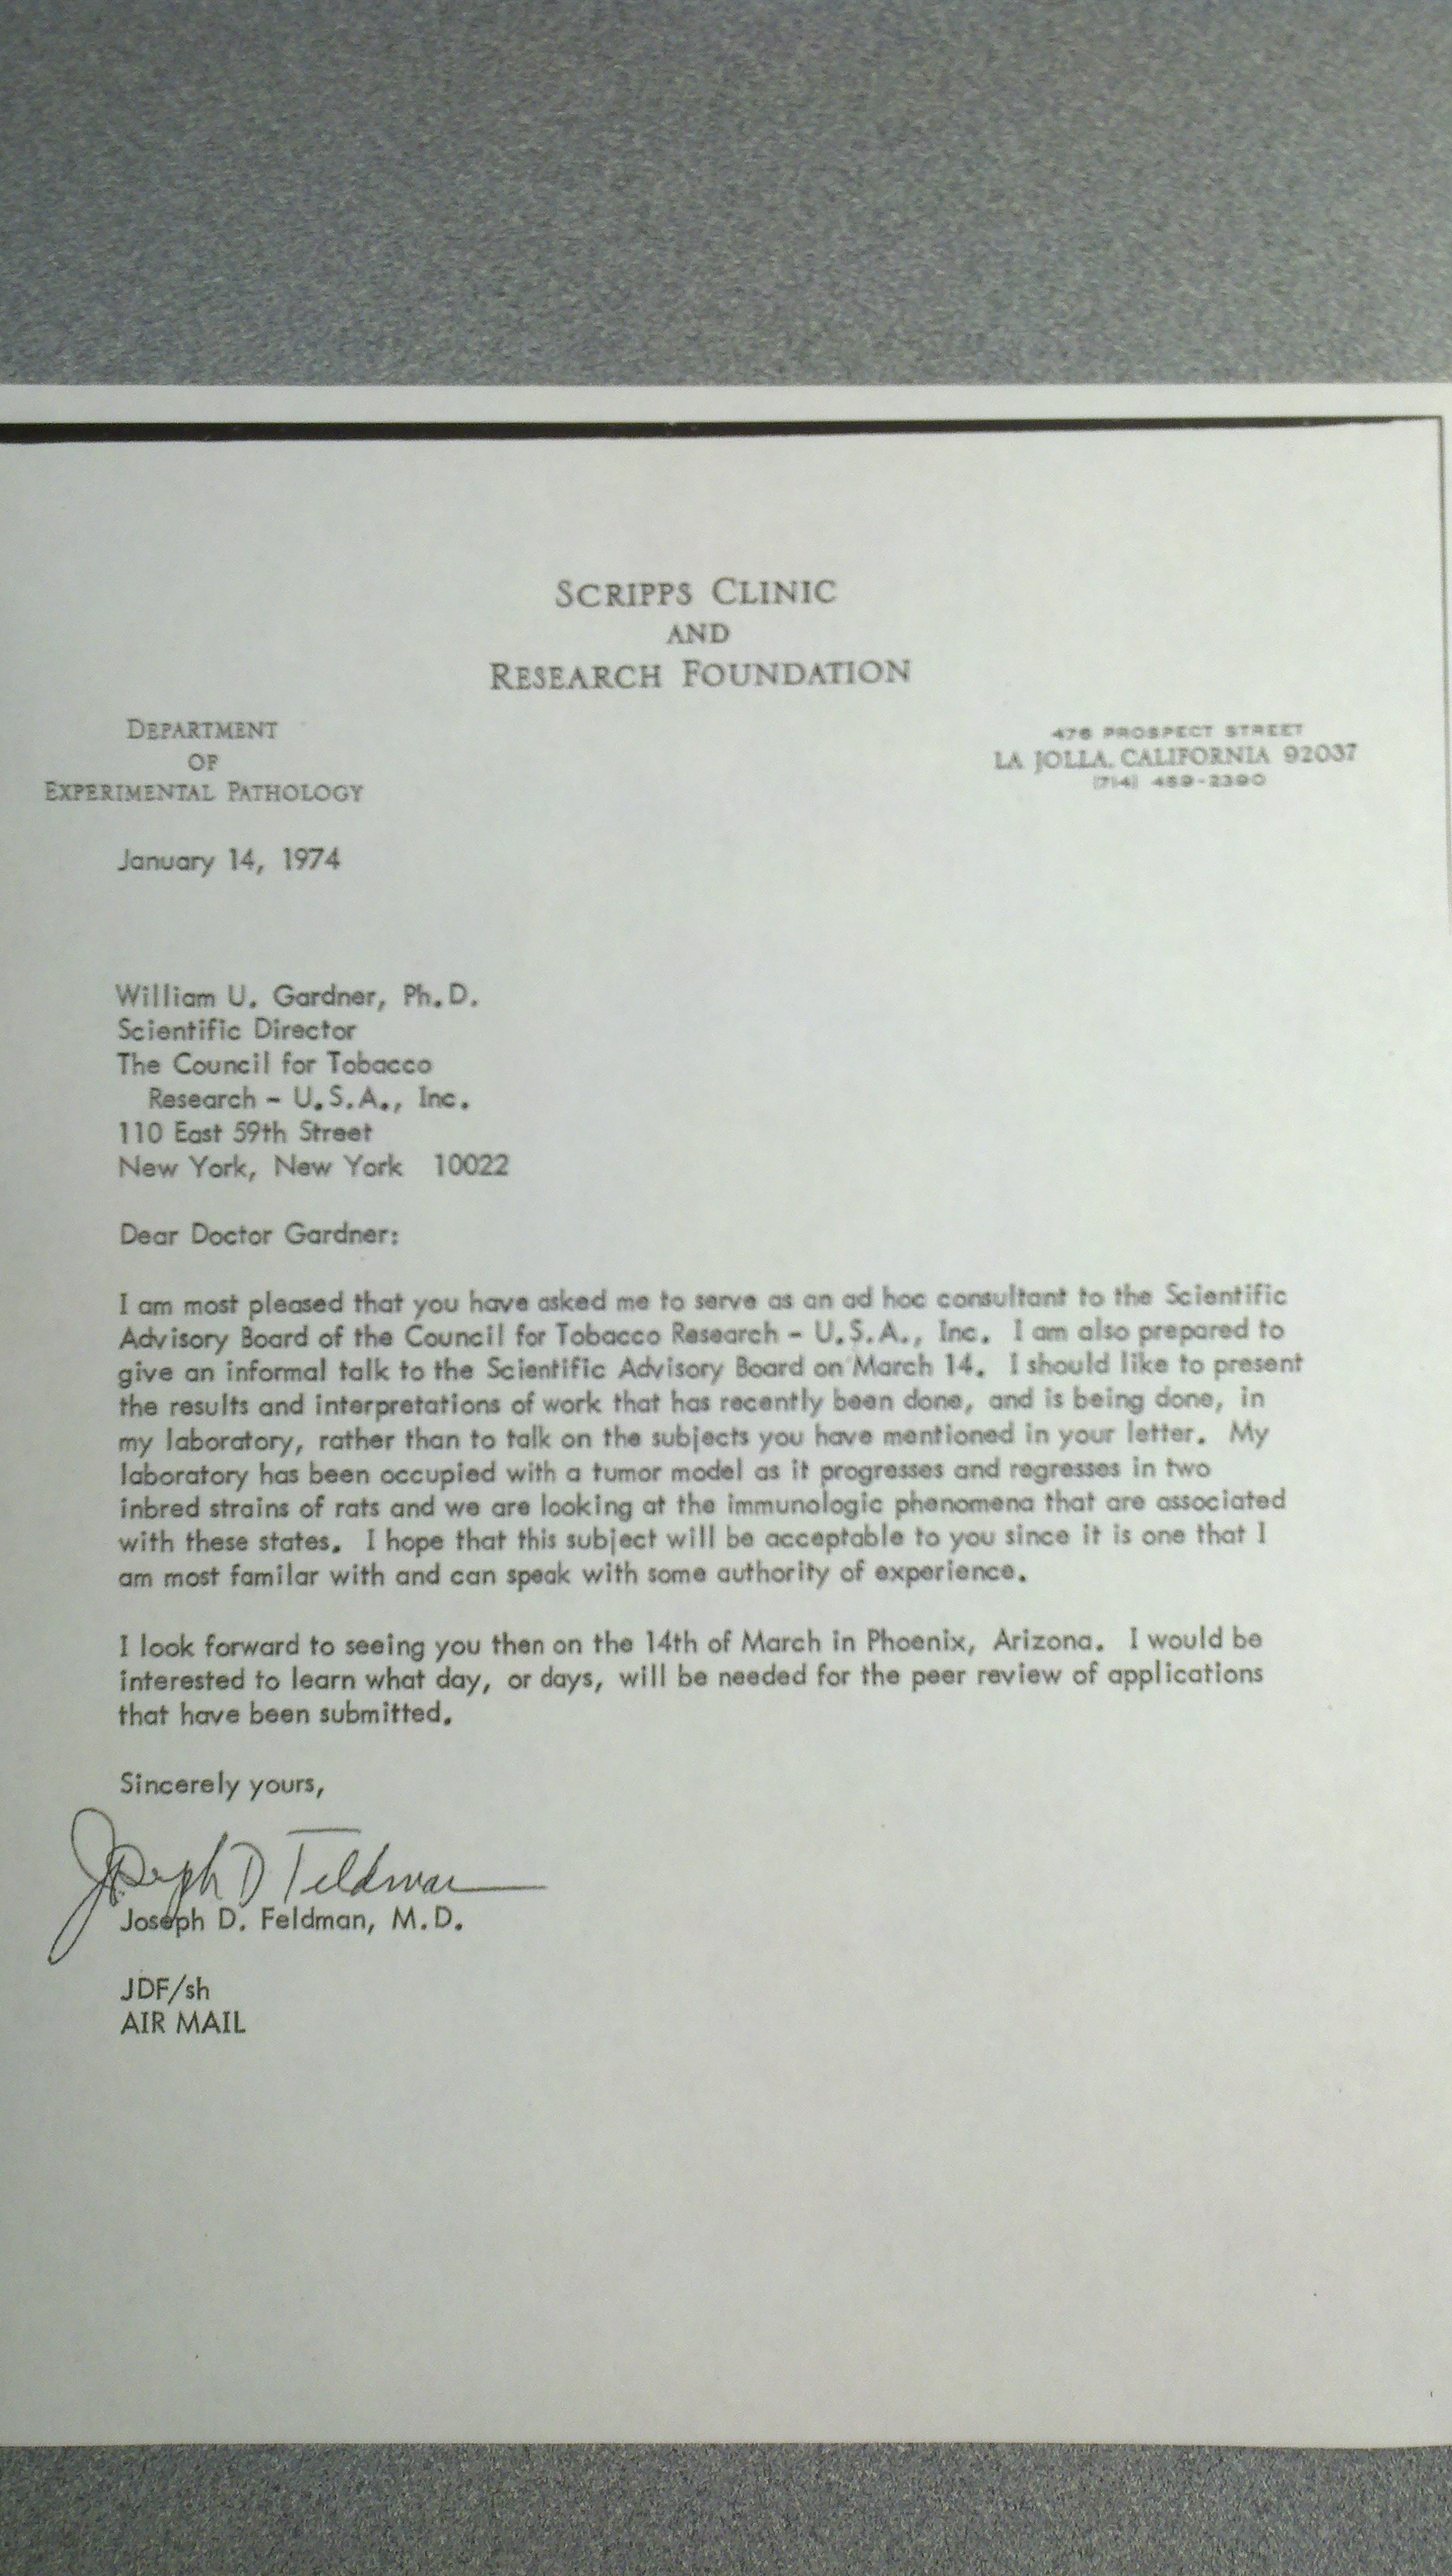 SCRIPPS CLINIC
AND
RESEARCH FOUNDATION
DEPARTMENT
OF
EXPERIMENTAL PATHOLOGY
476 PROSPECT STREET
LA JOLLA, CALIFORNIA 92037
(714) 459-2390
January 14, 1974
William U. Gardner, Ph.D.
Scientific Director
The Council for Tobacco
Research - U.S.A., Inc.
110 East 59th Street
New York, New York 10022
Dear Doctor Gardner:
I am most pleased that you have asked me to serve as an ad hoc consultant to the Scientific
Advisory Board of the Council for Tobacco Research - U.S.A., Inc. I am also prepared to
give an informal talk to the Scientific Advisory Board on March 14. I should like to present
the results and interpretations of work that has recently been done, and is being done, in
my laboratory, rather than to talk on the subjects you have mentioned in your letter. My
laboratory has been occupied with a tumor model as it progresses and regresses in two
inbred strains of rats and we are looking at the immunologic phenomena that are associated
with these states. I hope that this subject will be acceptable to you since it is one that I
am most familar with and can speak with some authority of experience.
I look forward to seeing you then on the 14th of March in Phoenix, Arizona. I would be
interested to learn what day, or days, will be needed for the peer review of applications
that have been submitted.
Sincerely yours,
Joseph D Feldman
Joseph D. Feldman, M.D.
JDF/sh
AIR MAIL